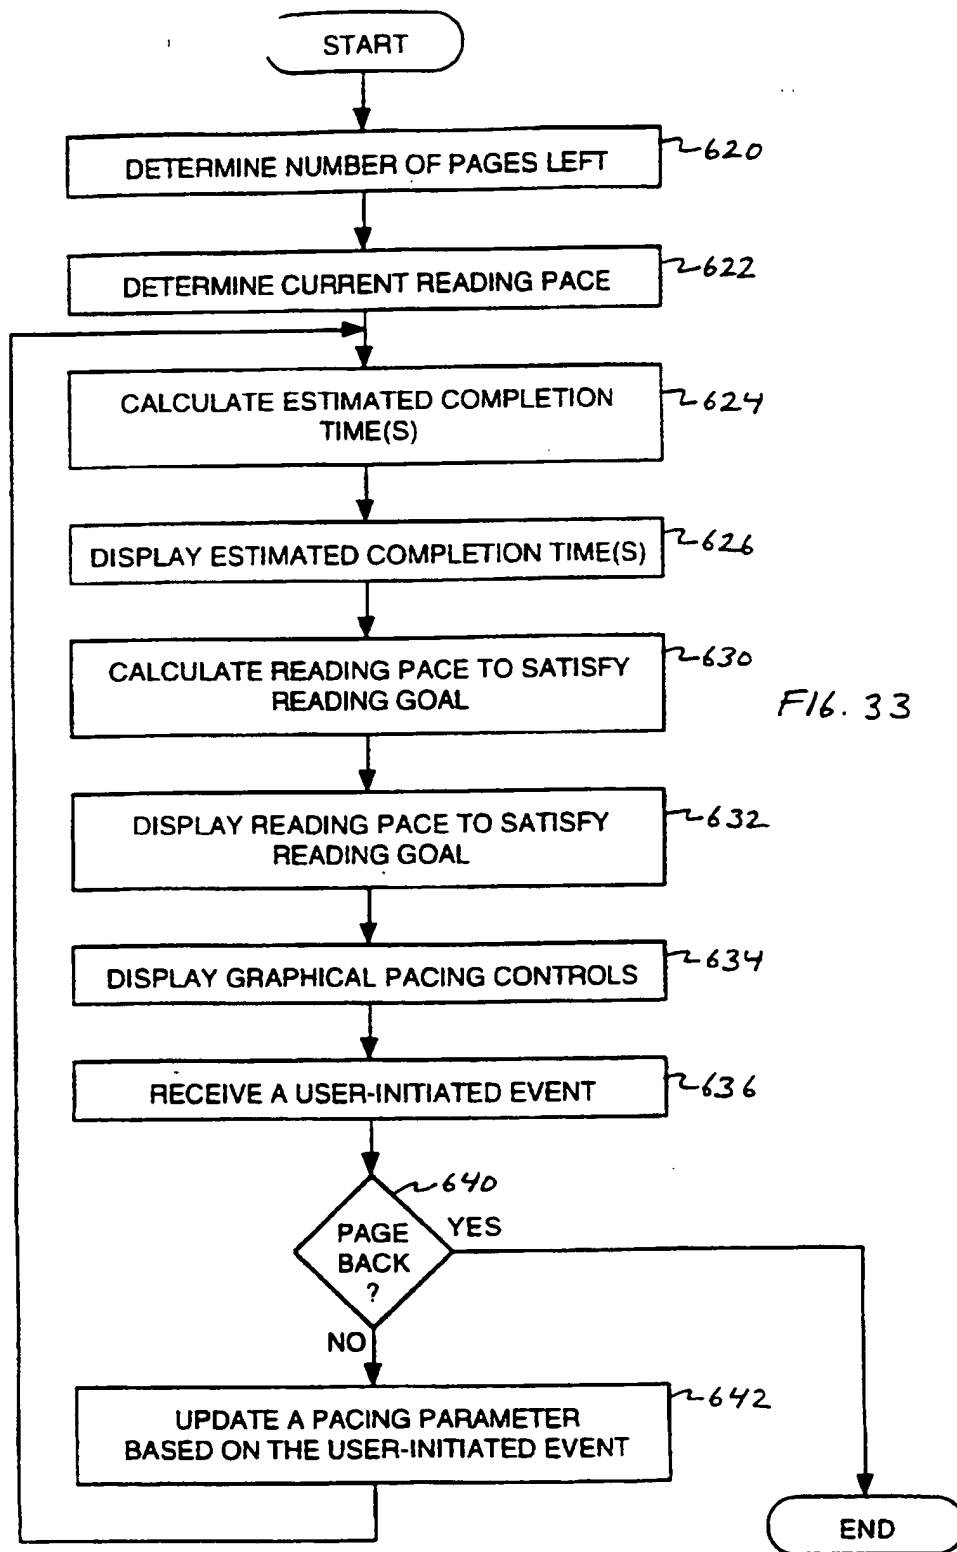 START
DETERMINE NUMBER OF PAGES LEFT
620
DETERMINE CURRENT READING PACE
622
CALCULATE ESTIMATED COMPLETION
TIME(S)
624
DISPLAY ESTIMATED COMPLETION TIME(S)
626
CALCULATE READING PACE TO SATISFY
READING GOAL
630
FIG. 33
DISPLAY READING PACE TO SATISFY
READING GOAL
632
DISPLAY GRAPHICAL PACING CONTROLS
634
RECEIVE A USER-INITIATED EVENT
636
640
PAGE
BACK
?
YES
NO
UPDATE A PACING PARAMETER
BASED ON THE USER-INITIATED EVENT
642
END